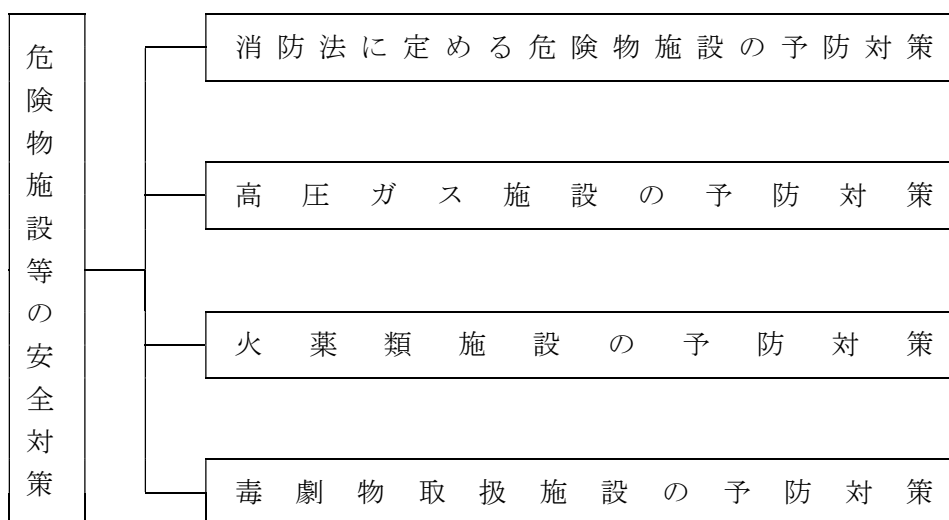 危険物施設等の安全対策
消防法に定める危険物施設の予防対策
高圧ガス施設の予防対策
火薬類施設の予防対策
毒劇物取扱施設の予防対策